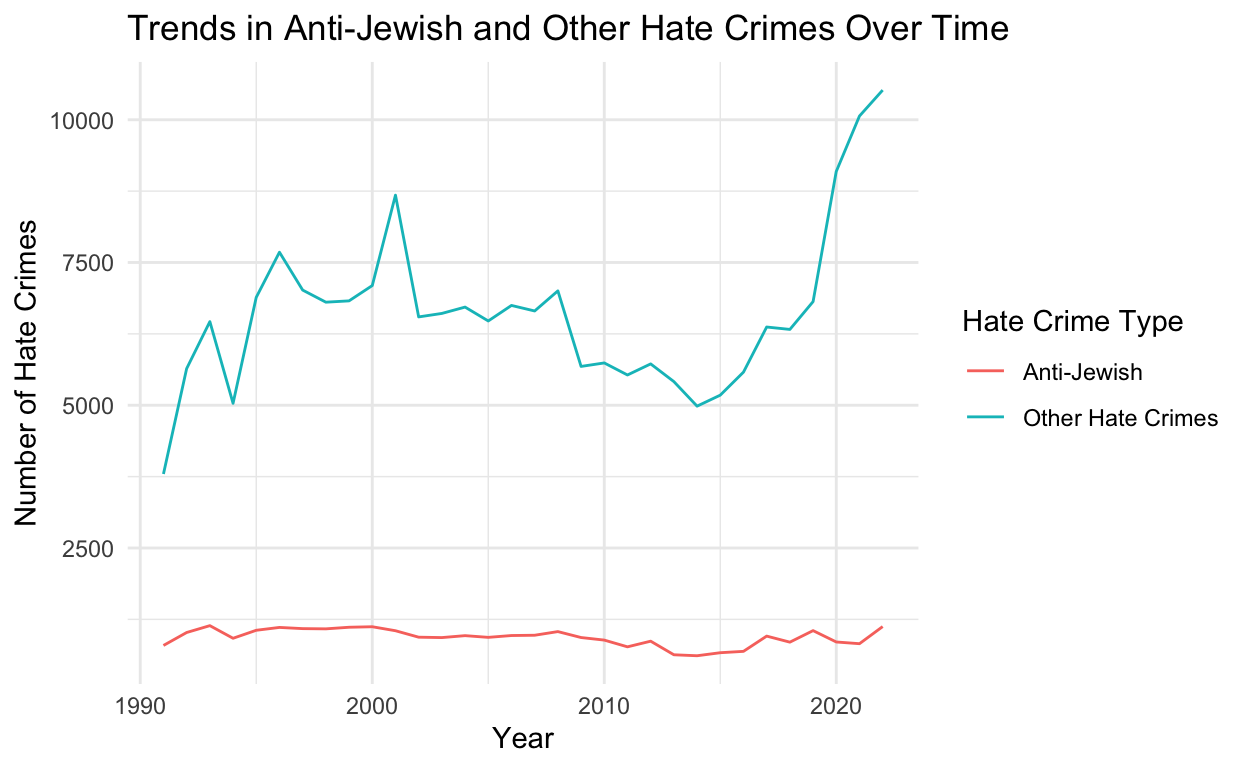 Trends in Anti-Jewish and Other Hate Crimes Over Time
Number of Hate Crimes
10000
7500
5000
2500
1990
2000
2010
2020
Year
Hate Crime Type
Anti-Jewish
Other Hate Crimes